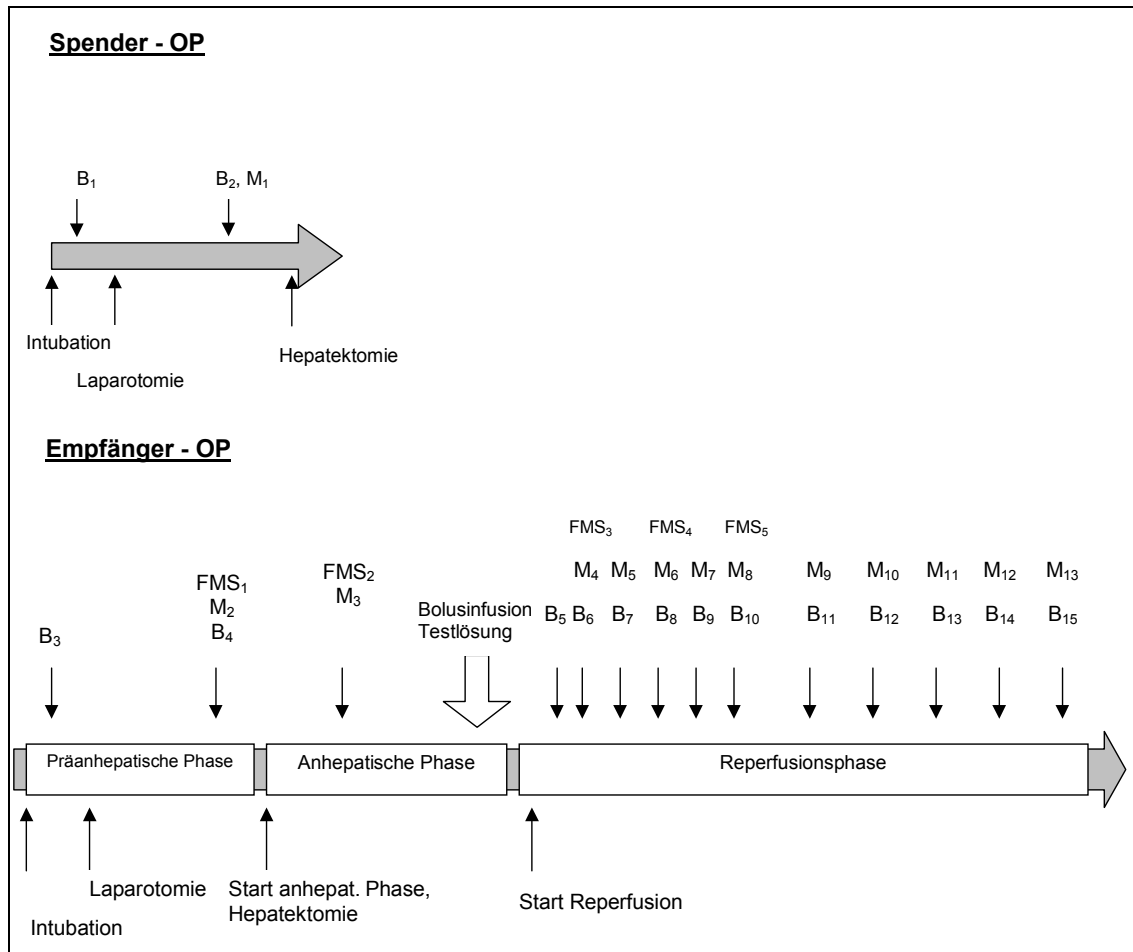 Spender - OP
B₁ B₂, M₁
Intubation
Laparotomie
Hepatektomie
Empfänger - OP
FMS₃ FMS₄ FMS₅
FMS₁ FMS₂ M₄ M₅ M₆ M₇ M₈ M₉ M₁₀ M₁₁ M₁₂ M₁₃
M₂ M₃
Bolusinfusion
Testlösung
B₃ B₄ B₅ B₆ B₇ B₈ B₉ B₁₀ B₁₁ B₁₂ B₁₃ B₁₄ B₁₅
Präanhepatische Phase Anhepatische Phase Reperfusionsphase
Laparotomie
Intubation
Start anhepat. Phase,
Hepatektomie
Start Reperfusion